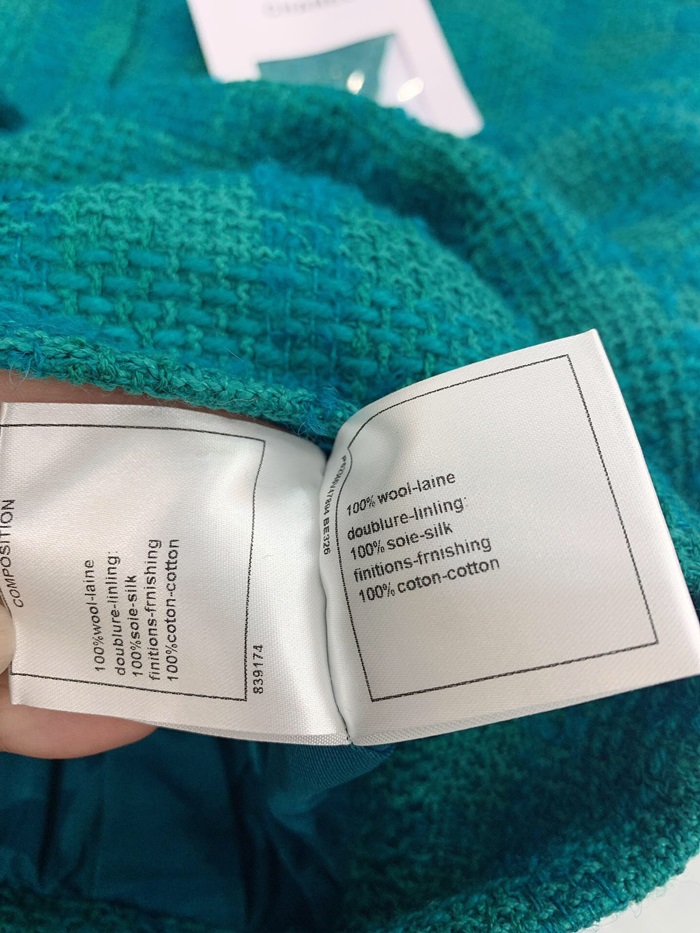 COMPOSITION
100%wool-laine
doublure-linling:
100%soie-silk
finitions-frnishing
100%coton-cotton
839174
100% wool-laine
doublure-linling:
100% soie-silk
finitions-frnishing
100% coton-cotton
BE326